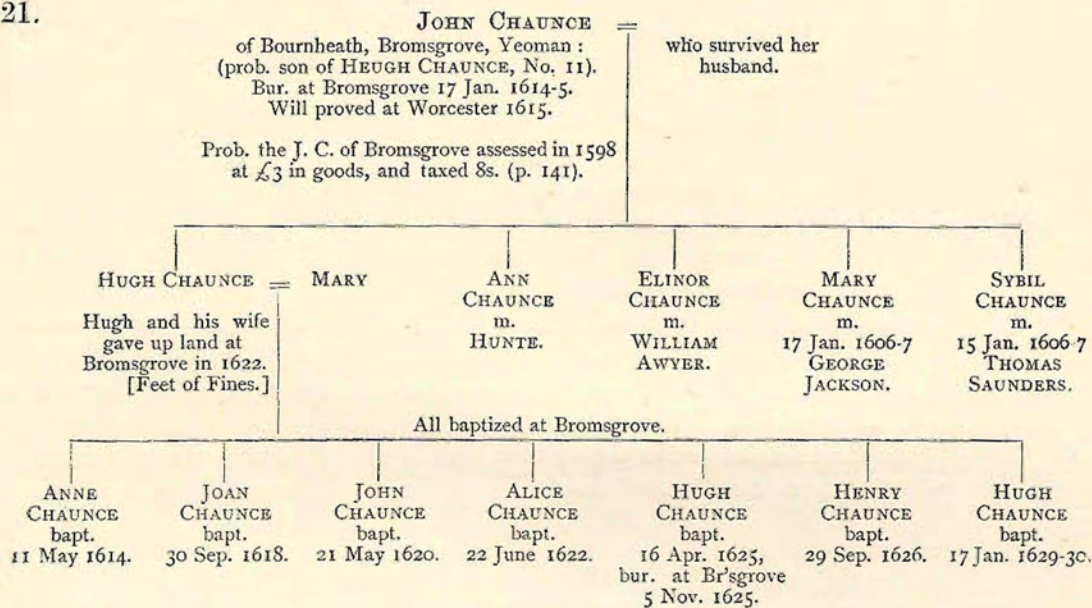 21.
JOHN CHAUNCE =
of Bournheath, Bromsgrove, Yeoman :
(prob. son of HEUGH CHAUNCE, No. 11).
Bur. at Bromsgrove 17 Jan. 1614-5.
Will proved at Worcester 1615.
Prob. the J. C. of Bromsgrove assessed in 1598
at £3 in goods, and taxed 8s. (p. 141).
who survived her
husband.
HUGH CHAUNCE = MARY
Hugh and his wife
gave up land at
Bromsgrove in 1622.
[Feet of Fines.]
ANN
CHAUNCE
m.
HUNTE.
ELINOR
CHAUNCE
m.
WILLIAM
AWYER.
MARY
CHAUNCE
m.
17 Jan. 1606-7
GEORGE
JACKSON.
SYBIL
CHAUNCE
m.
15 Jan. 1606-7
THOMAS
SAUNDERS.
All baptized at Bromsgrove.
ANNE
CHAUNCE
bapt.
11 May 1614.
JOAN
CHAUNCE
bapt.
30 Sep. 1618.
JOHN
CHAUNCE
bapt.
21 May 1620.
ALICE
CHAUNCE
bapt.
22 June 1622.
HUGH
CHAUNCE
bapt.
16 Apr. 1625,
bur. at Br'sgrove
5 Nov. 1625.
HENRY
CHAUNCE
bapt.
29 Sep. 1626.
HUGH
CHAUNCE
bapt.
17 Jan. 1629-30.